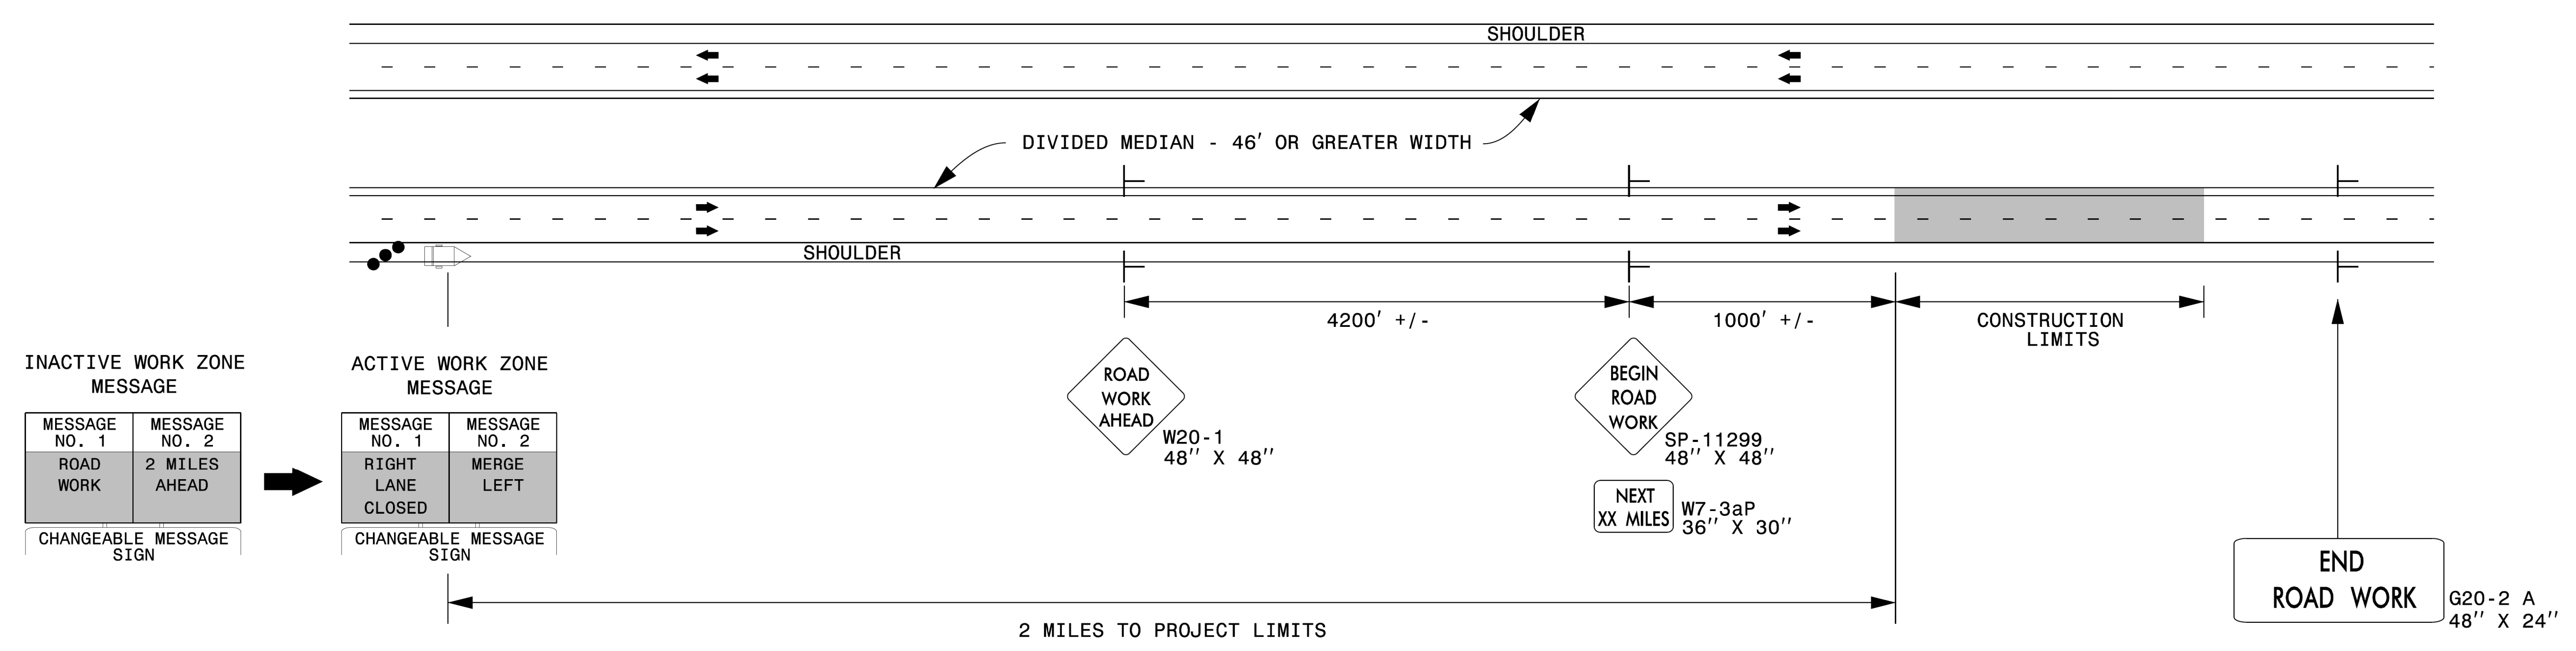 SHOULDER
DIVIDED MEDIAN - 46' OR GREATER WIDTH
SHOULDER
4200' +/-
1000' +/-
CONSTRUCTION
LIMITS
INACTIVE WORK ZONE
MESSAGE
MESSAGE
NO. 1
MESSAGE
NO. 2
ROAD
WORK
2 MILES
AHEAD
CHANGEABLE MESSAGE
SIGN
ACTIVE WORK ZONE
MESSAGE
MESSAGE
NO. 1
MESSAGE
NO. 2
RIGHT
LANE
CLOSED
MERGE
LEFT
CHANGEABLE MESSAGE
SIGN
ROAD
WORK
AHEAD
W20-1
48" X 48"
BEGIN
ROAD
WORK
SP-11299
48" X 48"
NEXT
XX MILES
W7-3aP
36" X 30"
END
ROAD WORK
G20-2 A
48" X 24"
2 MILES TO PROJECT LIMITS